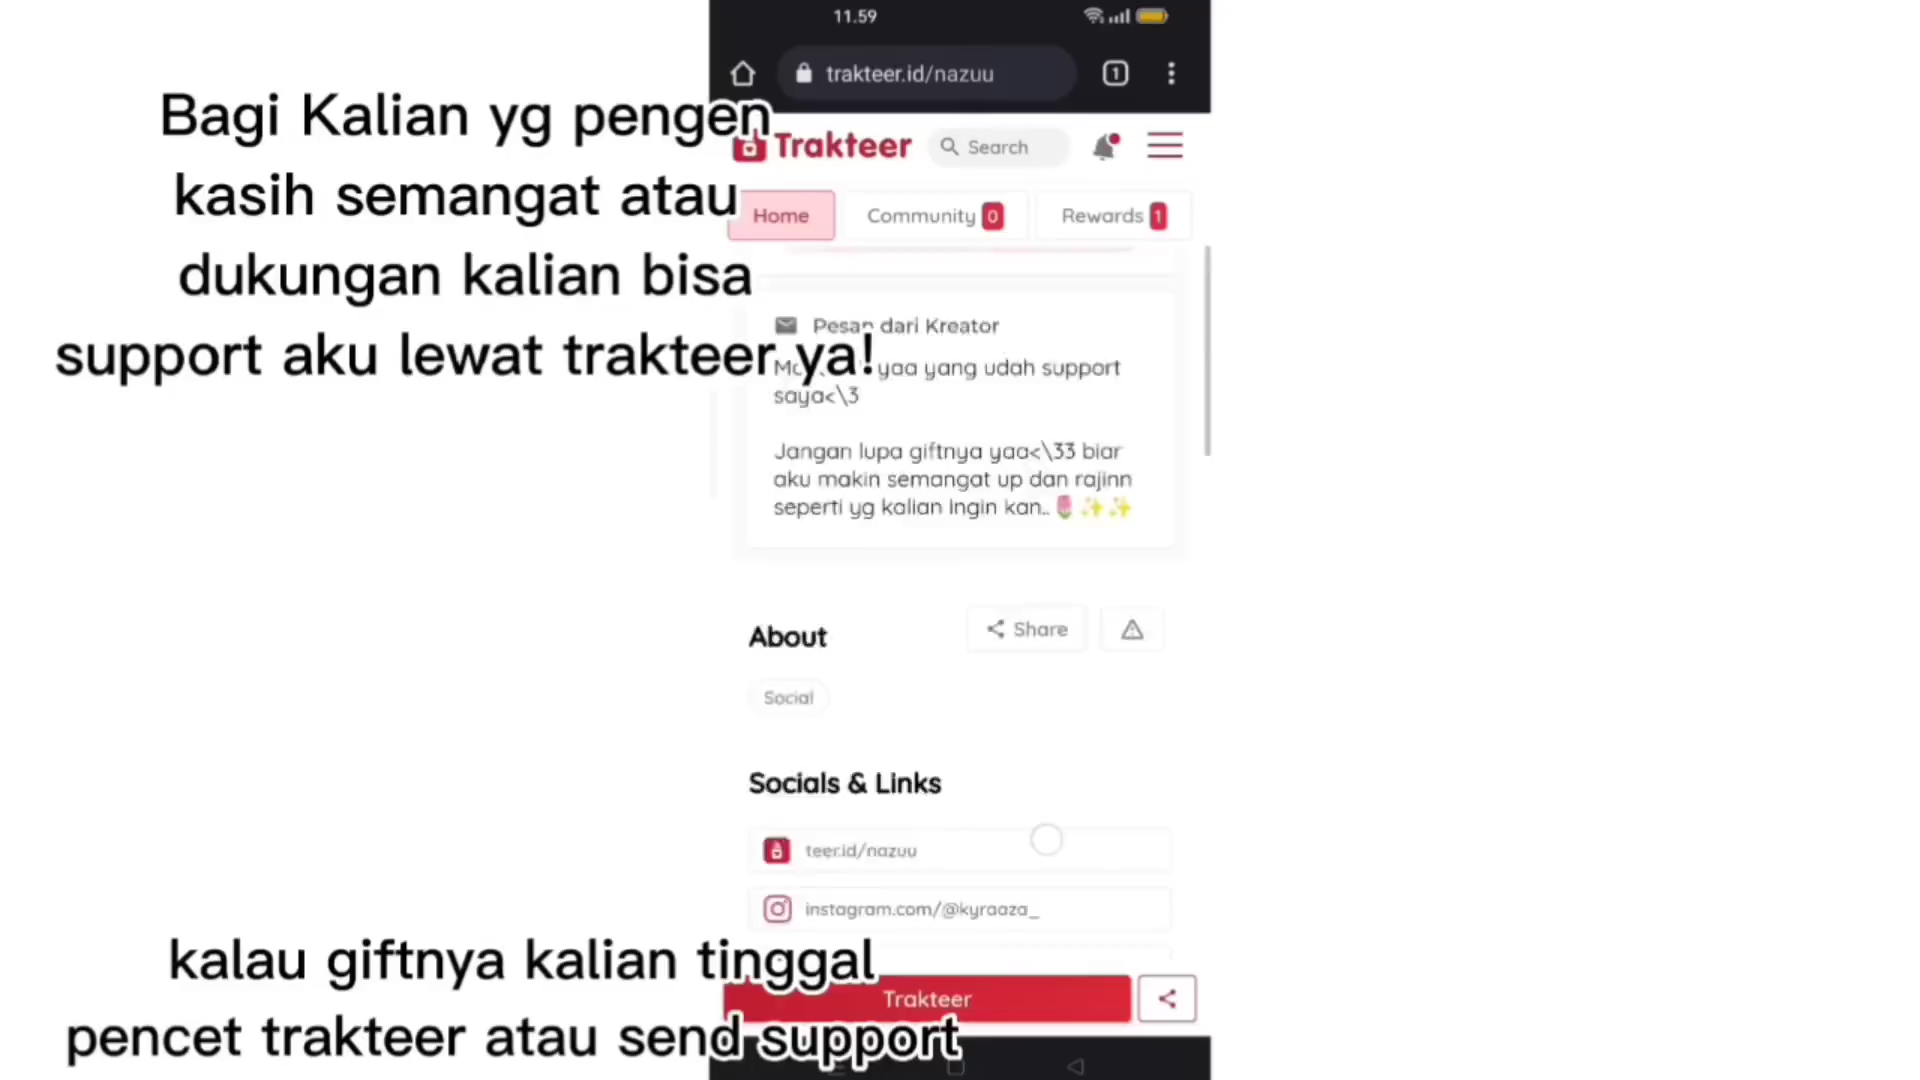 11.59
trakteer.id/nazuu
1
Bagi Kalian yg pengen
kasih semangat atau
dukungan kalian bisa
support aku lewat trakteer ya!
Trakteer
Search
Home
Community 0
Rewards 1
Pesan dari Kreator
yaa yang udah support
saya<\3
Jangan lupa giftnya yaa<\33 biar
aku makin semangat up dan rajinn
seperti yg kalian ingin kan..🌷✨✨
About
Share
Social
Socials & Links
teer.id/nazuu
instagram.com/@kyraaza_
kalau giftnya kalian tinggal
Trakteer
pencet trakteer atau send support